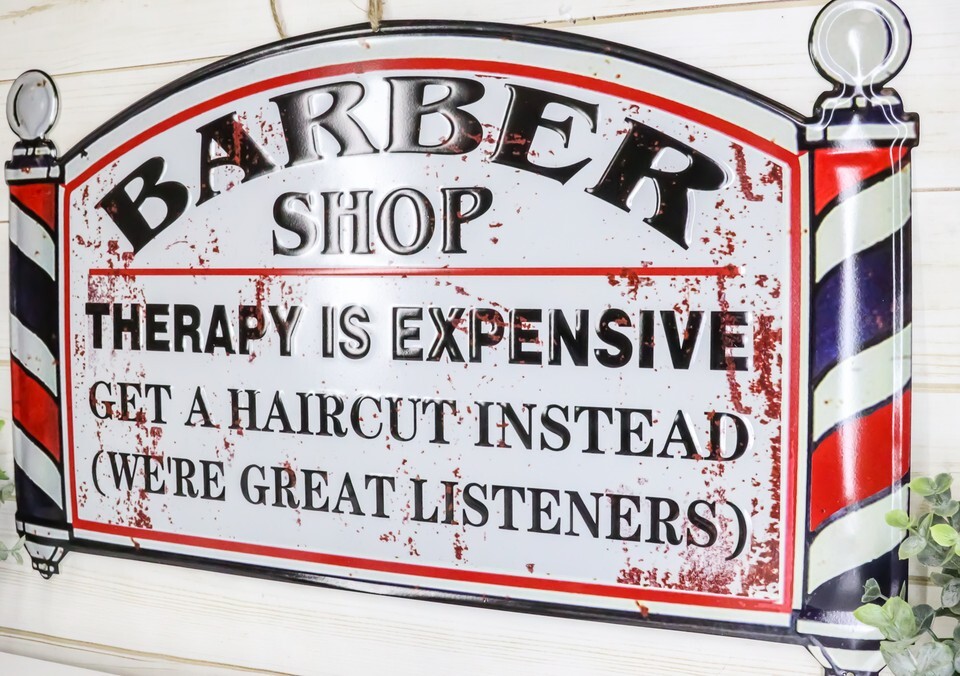 BARBER
SHOP
THERAPY IS EXPENSIVE
GET A HAIRCUT INSTEAD
(WE'RE GREAT LISTENERS)